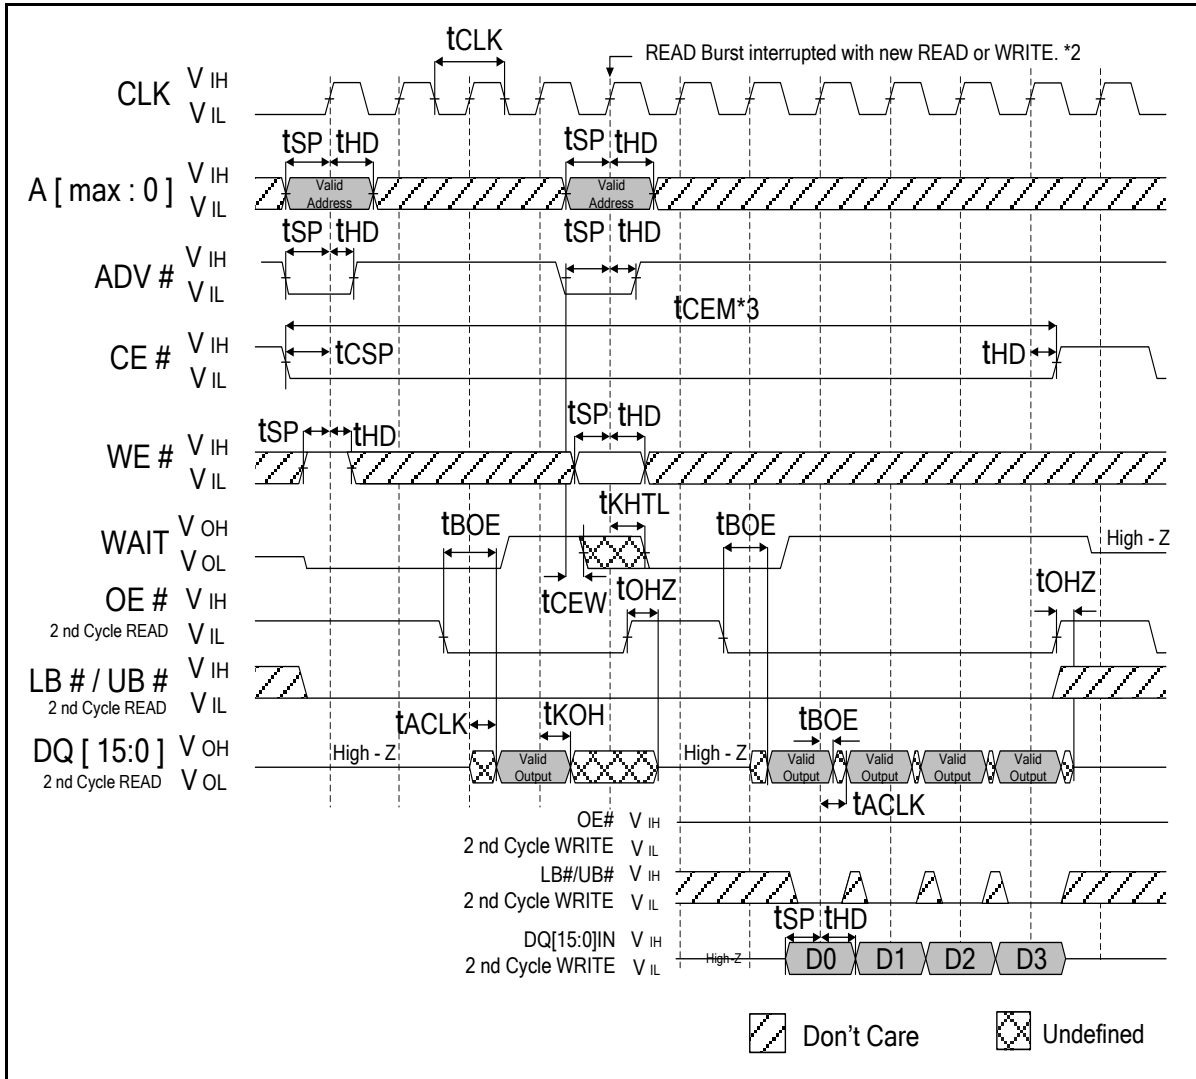 tCLK
READ Burst interrupted with new READ or WRITE. *2
CLK
V IH
V IL
tSP
tHD
tSP
tHD
A [ max : 0 ]
V IH
V IL
Valid
Address
Valid
Address
tSP
tHD
tSP
tHD
ADV #
V IH
V IL
tCEM*3
CE #
V IH
V IL
tCSP
tHD
tSP
tHD
tSP
tHD
WE #
V IH
V IL
tKHTL
tBOE
tBOE
WAIT
V OH
V OL
High - Z
tCEW
tOHZ
tOHZ
OE #
2 nd Cycle READ
V IH
V IL
LB # / UB #
2 nd Cycle READ
V IH
V IL
tACLK
tKOH
tBOE
DQ [ 15:0 ]
2 nd Cycle READ
V OH
V OL
High - Z
Valid
Output
High - Z
Valid
Output
Valid
Output
Valid
Output
Valid
Output
tACLK
OE#
2 nd Cycle WRITE
V IH
V IL
LB#/UB#
2 nd Cycle WRITE
V IH
V IL
tSP
tHD
DQ[15:0]IN
2 nd Cycle WRITE
V IH
V IL
High-Z
D0
D1
D2
D3
Don't Care
Undefined